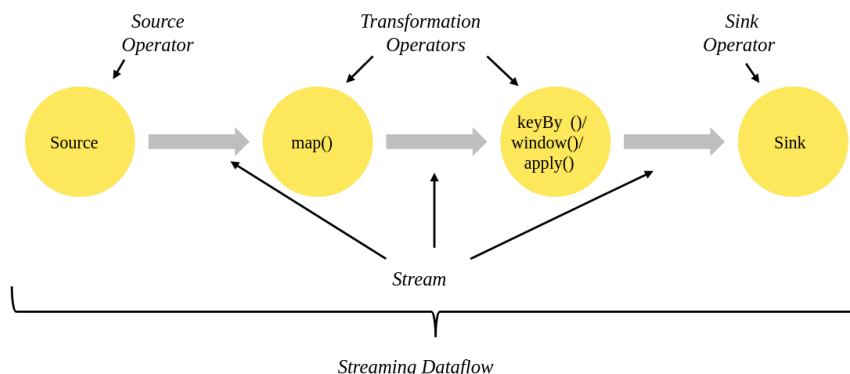 Source
Operator
Transformation
Operators
Sink
Operator
Source
map()
keyBy ()/
window()/
apply()
Sink
Stream
Streaming Dataflow